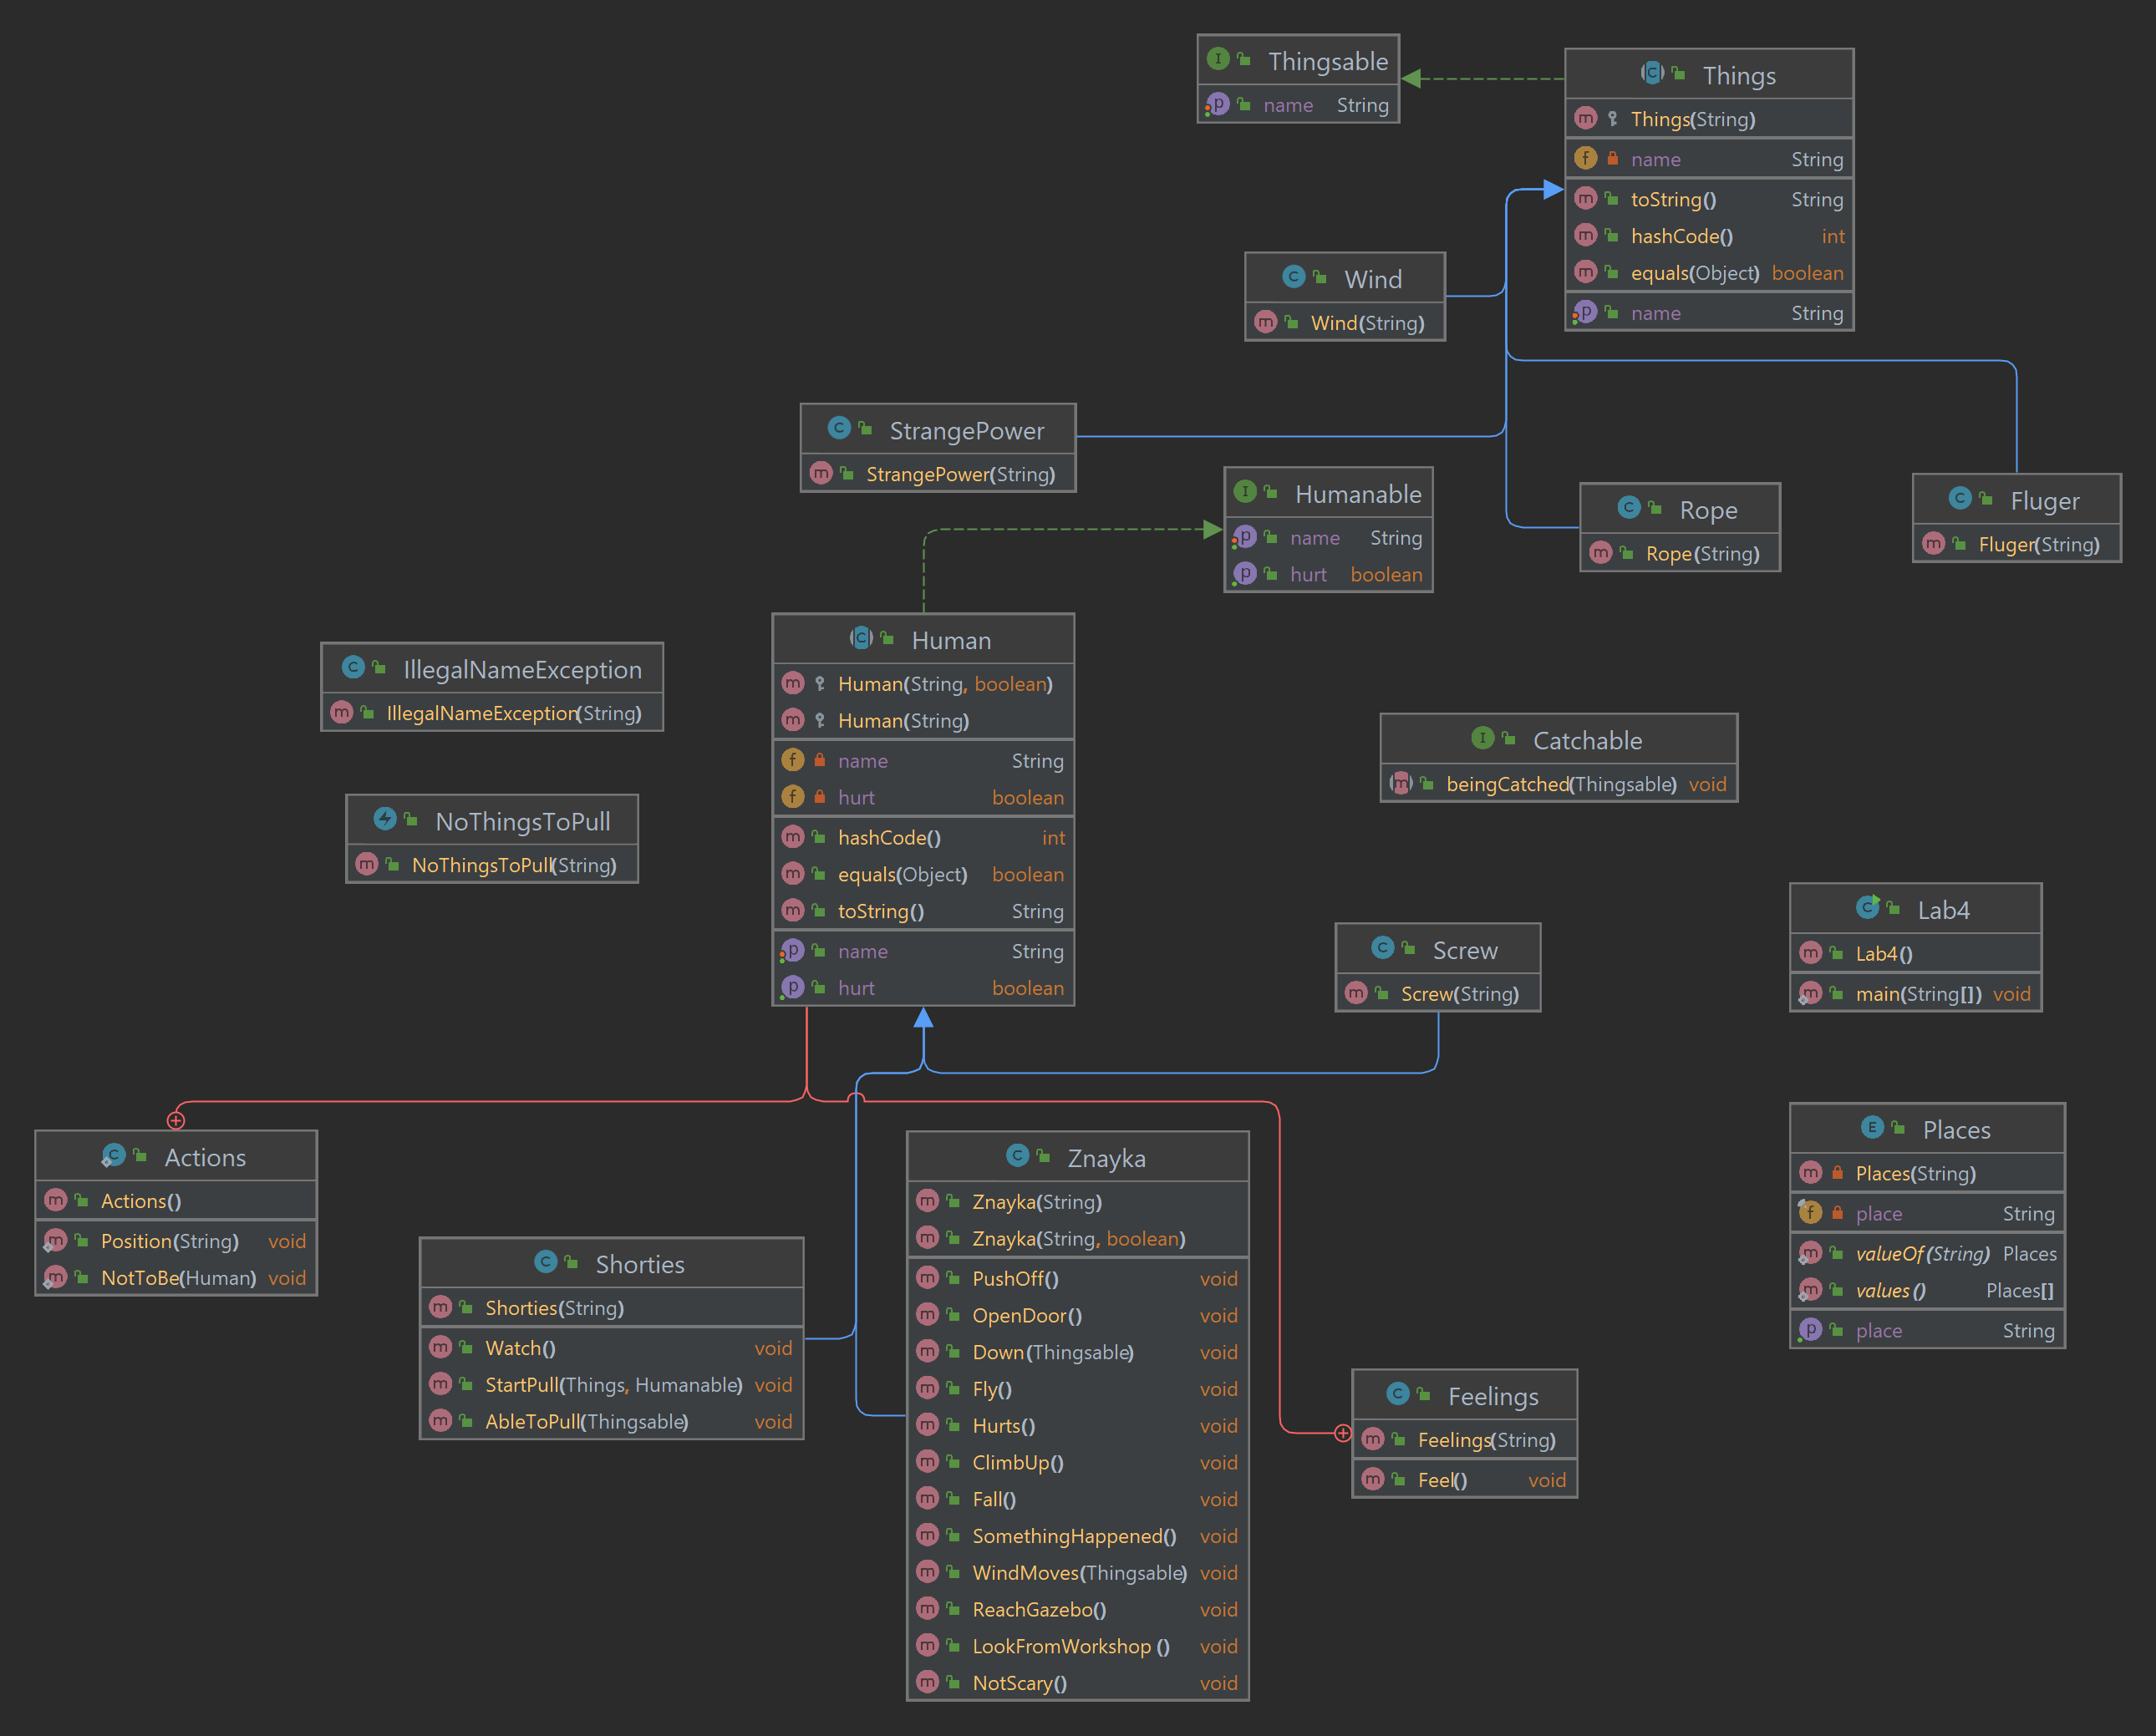 Thingsable
name String
Things
Things(String)
name String
toString() String
hashCode() int
equals(Object) boolean
name String
Wind
Wind(String)
StrangePower
StrangePower(String)
Humanable
name String
hurt boolean
Rope
Rope(String)
Fluger
Fluger(String)
Human
Human(String, boolean)
Human(String)
name String
hurt boolean
hashCode() int
equals(Object) boolean
toString() String
name String
hurt boolean
IllegalNameException
IllegalNameException(String)
Catchable
beingCatched(Thingsable) void
NoThingsToPull
NoThingsToPull(String)
Lab4
Lab4()
main(String[]) void
Screw
Screw(String)
Places
Places(String)
place String
valueOf(String) Places
values() Places[]
place String
Actions
Actions()
Position(String) void
NotToBe(Human) void
Znayka
Znayka(String)
Znayka(String, boolean)
PushOff() void
OpenDoor() void
Down(Thingsable) void
Fly() void
Hurts() void
ClimbUp() void
Fall() void
SomethingHappened() void
WindMoves(Thingsable) void
ReachGazebo() void
LookFromWorkshop () void
NotScary() void
Shorties
Shorties(String)
Watch() void
StartPull(Things, Humanable) void
AbleToPull(Thingsable) void
Feelings
Feelings(String)
Feel() void